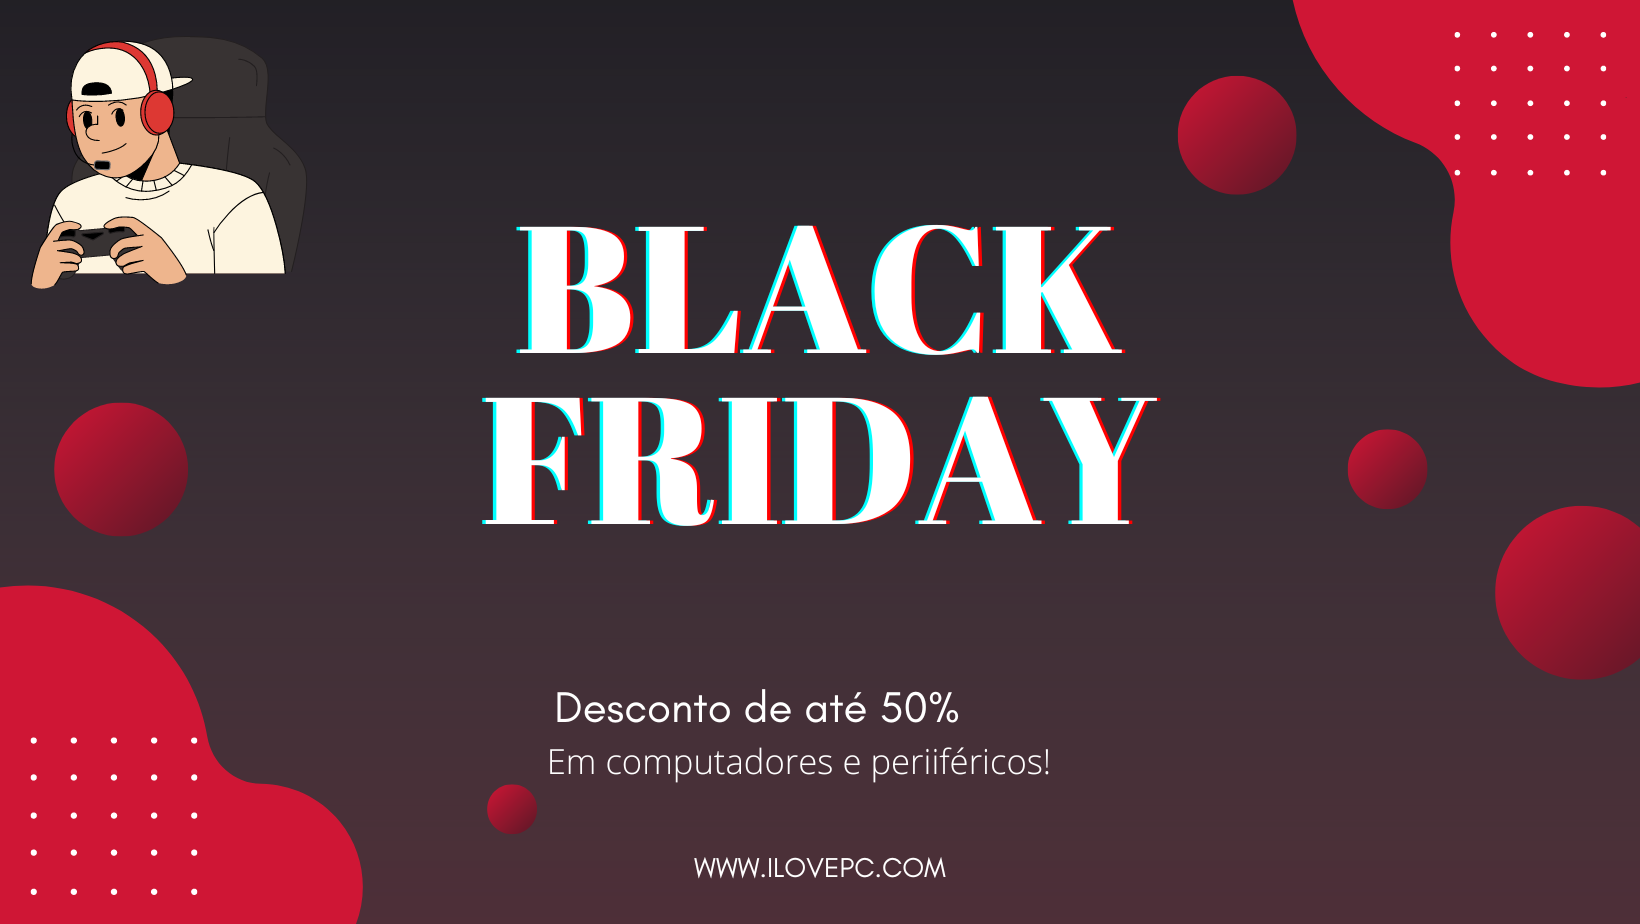 BLACK
FRIDAY
Desconto de até 50%
Em computadores e periiféricos!
WWW.ILOVEPC.COM